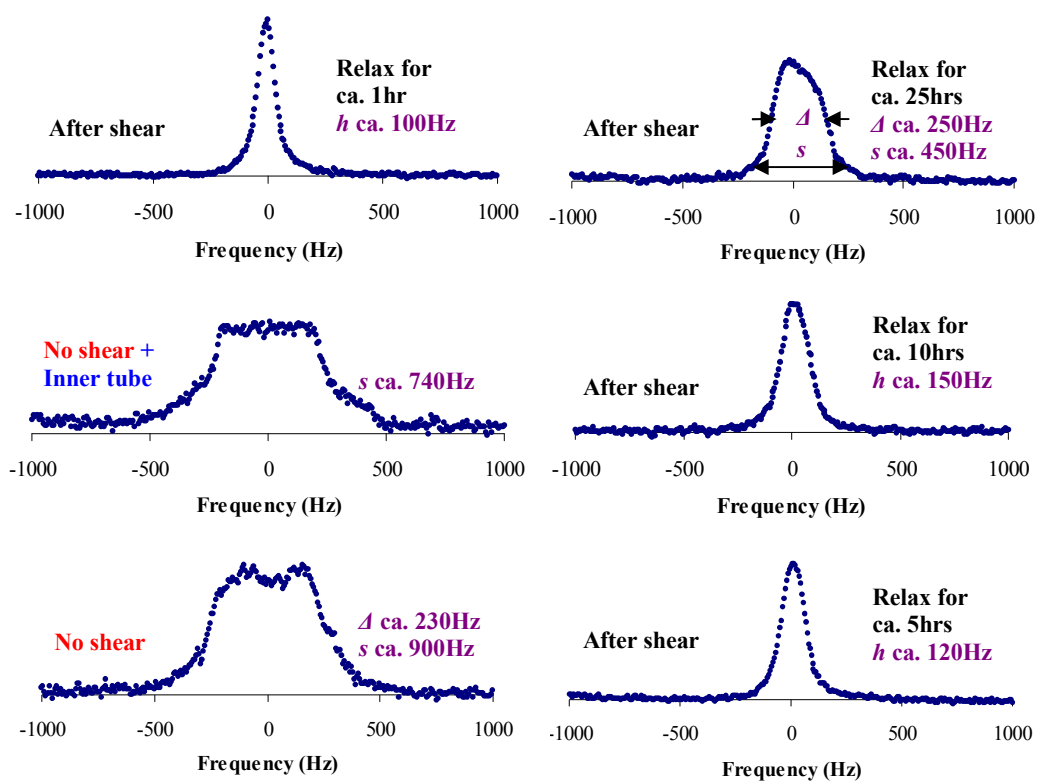 Relax for
ca. 1hr
h ca. 100Hz
After shear
-1000 -500 0 500 1000
Frequency (Hz)
Relax for
ca. 25hrs
Δ ca. 250Hz
s ca. 450Hz
After shear
Δ
s
-1000 -500 0 500 1000
Frequency (Hz)
No shear +
Inner tube
s ca. 740Hz
-1000 -500 0 500 1000
Frequency (Hz)
Relax for
ca. 10hrs
h ca. 150Hz
After shear
-1000 -500 0 500 1000
Frequency (Hz)
No shear
Δ ca. 230Hz
s ca. 900Hz
-1000 -500 0 500 1000
Frequency (Hz)
Relax for
ca. 5hrs
h ca. 120Hz
After shear
-1000 -500 0 500 1000
Frequency (Hz)